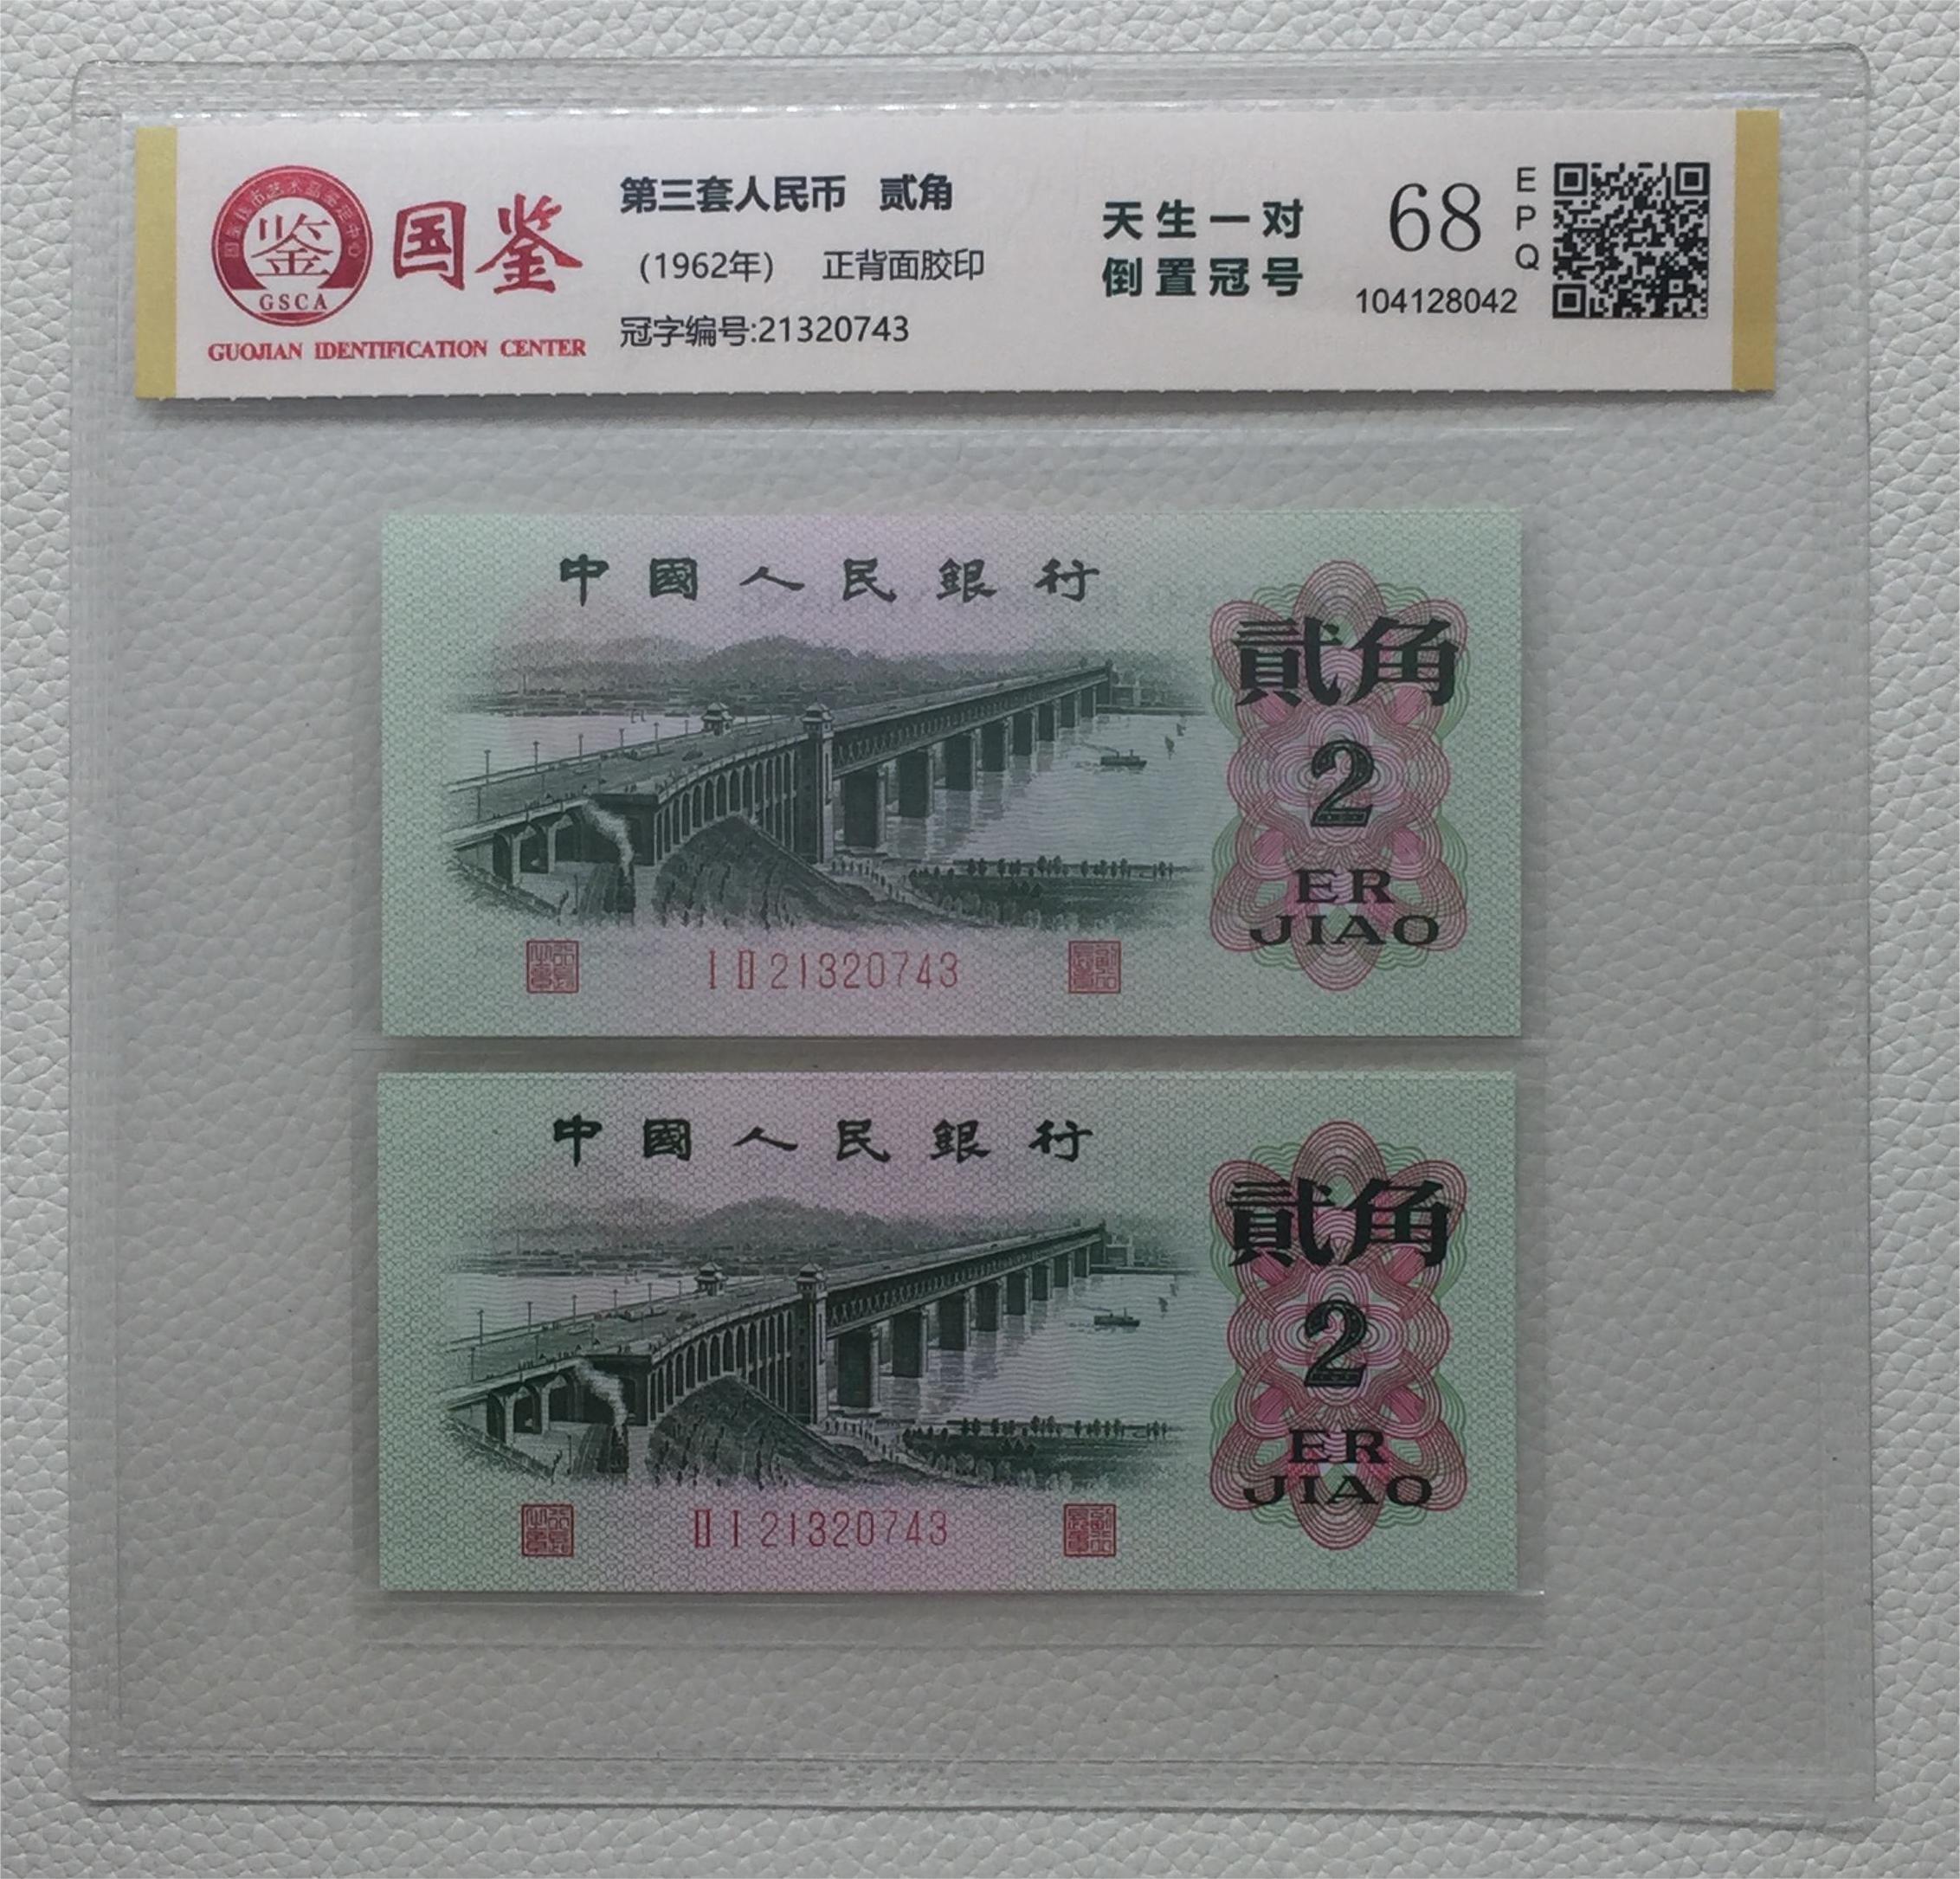 国鉴
GSCA
GUOJIAN IDENTIFICATION CENTER
第三套人民币 贰角
(1962年) 正背面胶印
冠字编号:21320743
天生一对
倒置冠号
68
EPQ
104128042
中國人民銀行
貳角
2
ER
JIAO
I II 21320743
中國人民銀行
貳角
2
ER
JIAO
II I 21320743